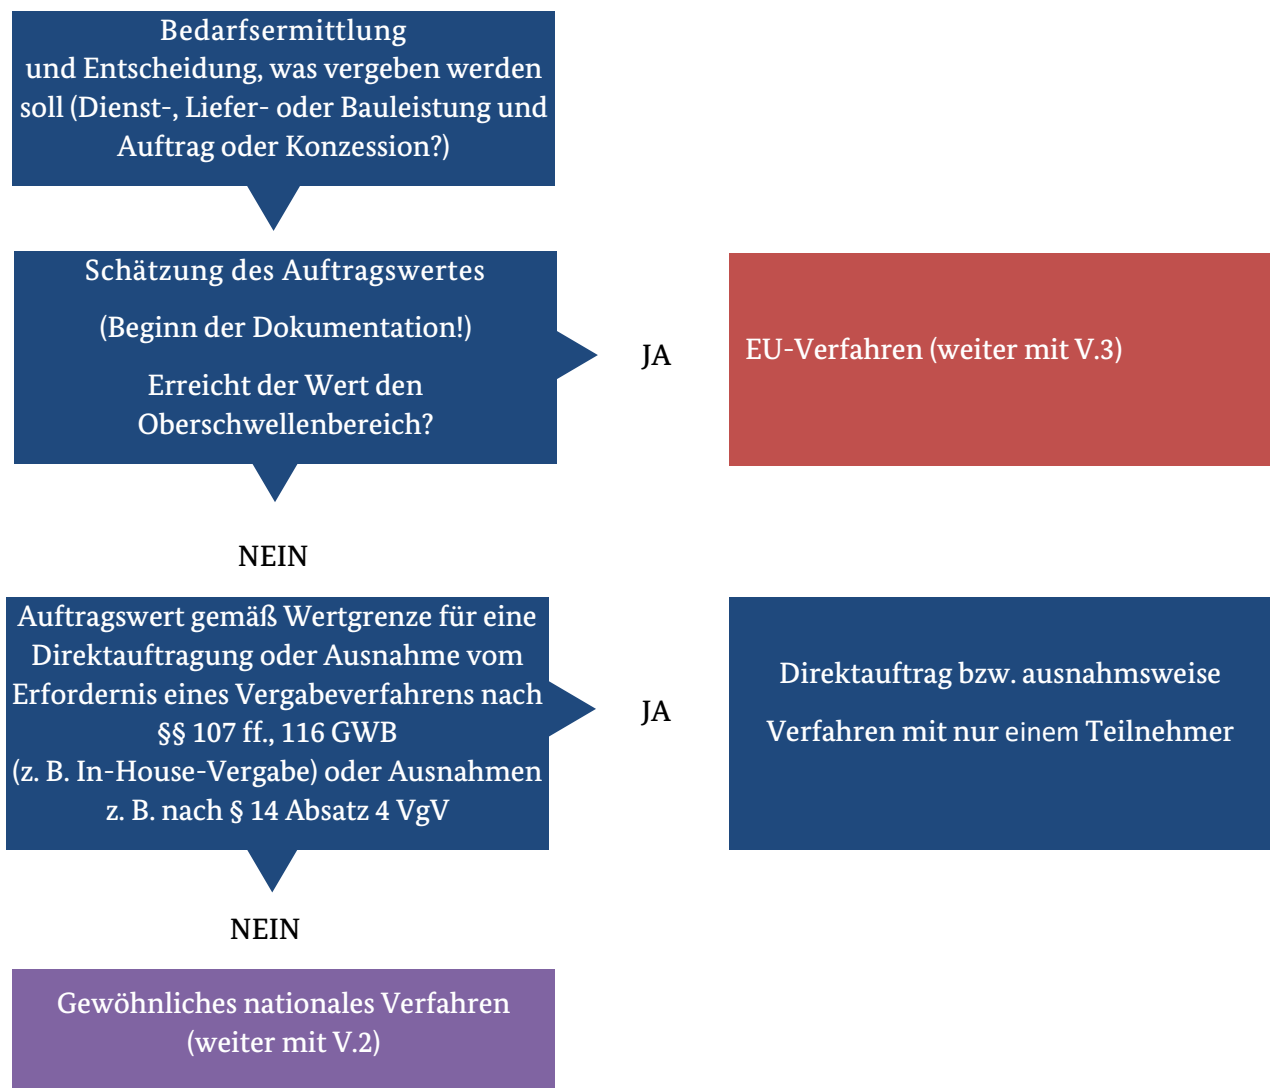 Bedarfsermittlung
und Entscheidung, was vergeben werden
soll (Dienst-, Liefer- oder Bauleistung und
Auftrag oder Konzession?)
Schätzung des Auftragswertes
(Beginn der Dokumentation!)
Erreicht der Wert den
Oberschwellenbereich?
JA
EU-Verfahren (weiter mit V.3)
NEIN
Auftragswert gemäß Wertgrenze für eine
Direktauftragung oder Ausnahme vom
Erfordernis eines Vergabeverfahrens nach
§§ 107 ff., 116 GWB
(z. B. In-House-Vergabe) oder Ausnahmen
z. B. nach § 14 Absatz 4 VgV
JA
Direktauftrag bzw. ausnahmsweise
Verfahren mit nur einem Teilnehmer
NEIN
Gewöhnliches nationales Verfahren
(weiter mit V.2)